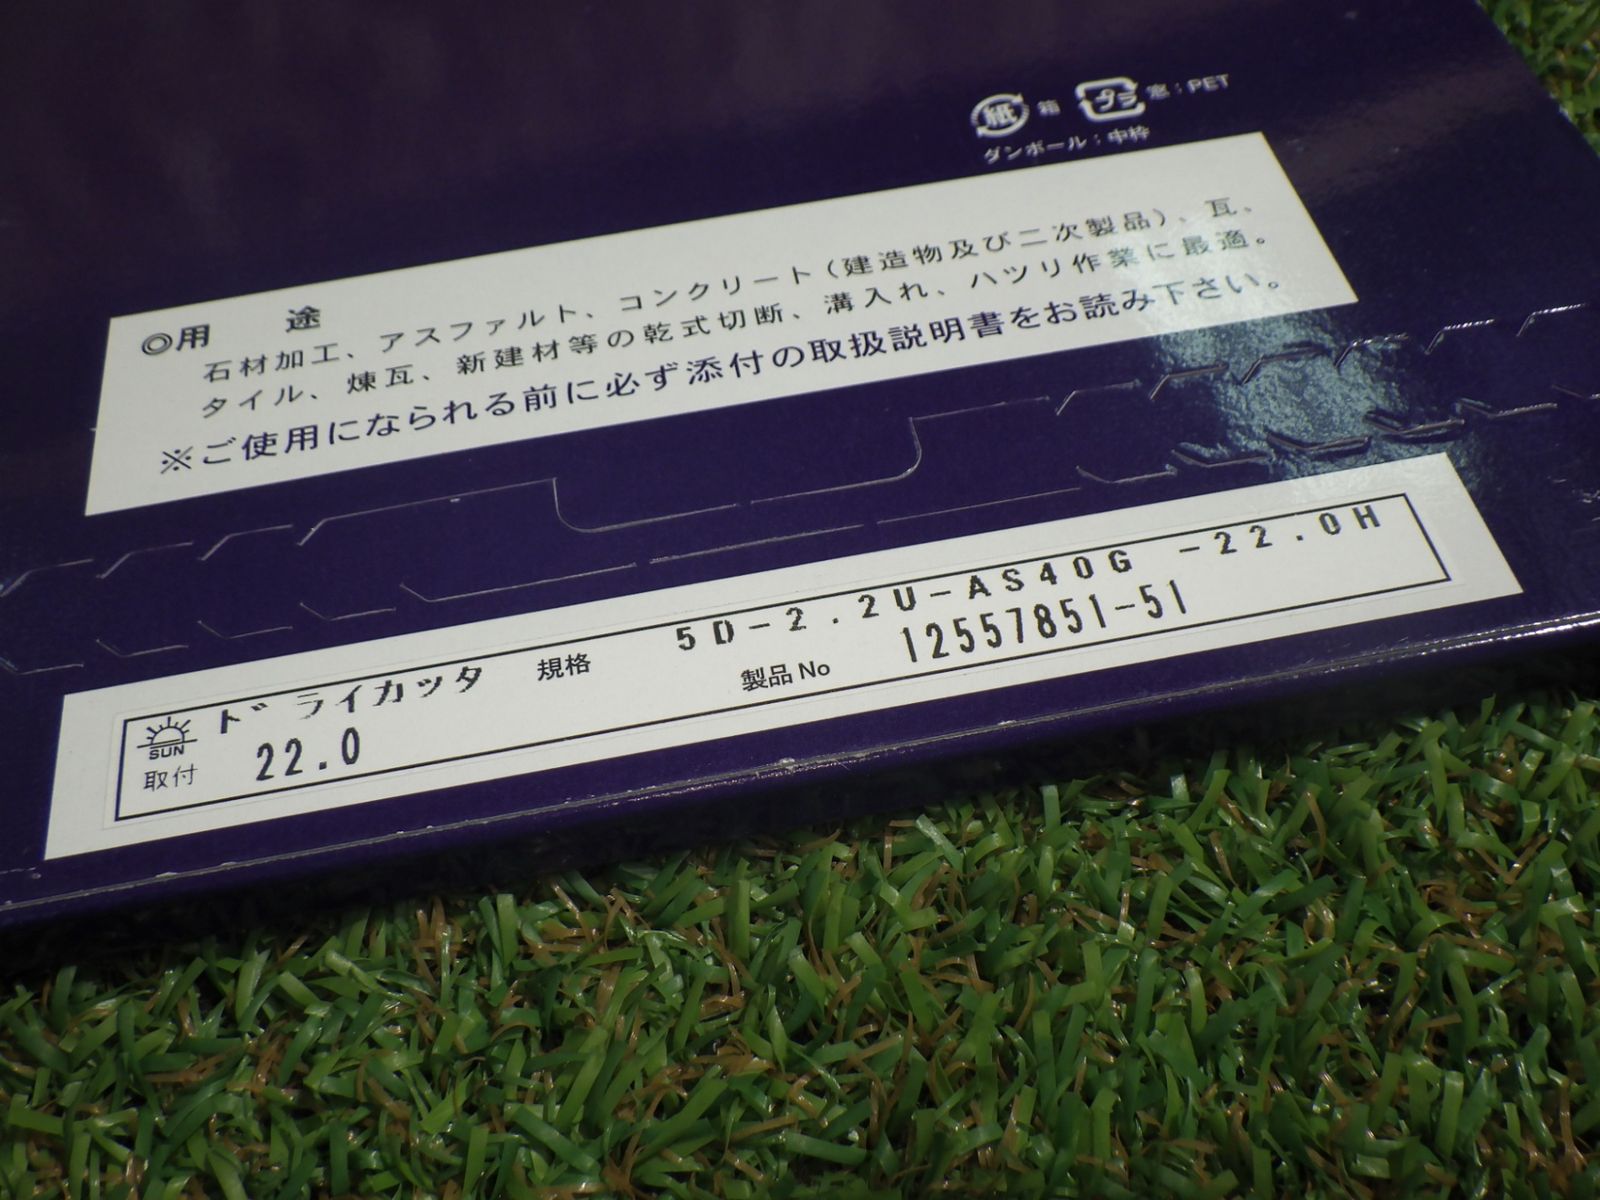 紙 箱 プラ 窓：PET
ダンボール：中枠
◎用 途
石材加工、アスファルト、コンクリート（建造物及び二次製品）、瓦、
タイル、煉瓦、新建材等の乾式切断、溝入れ、ハツリ作業に最適。
※ご使用になられる前に必ず添付の取扱説明書をお読み下さい。
SUN ドライカッタ 規格 5D-2.2U-AS40G -22.0H
取付 22.0 製品No 12557851-51